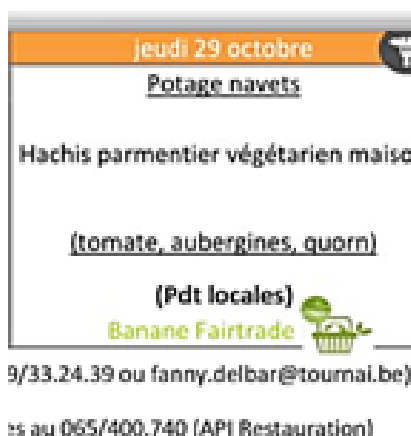 jeudi 29 octobre
Potage navets
Hachis parmentier végétarien maiso
(tomate, aubergines, quorn)
(Pdt locales)
Banane Fairtrade
9/33.24.39 ou fanny.delbar@tournai.be)
es au 065/400.740 (API Restauration)